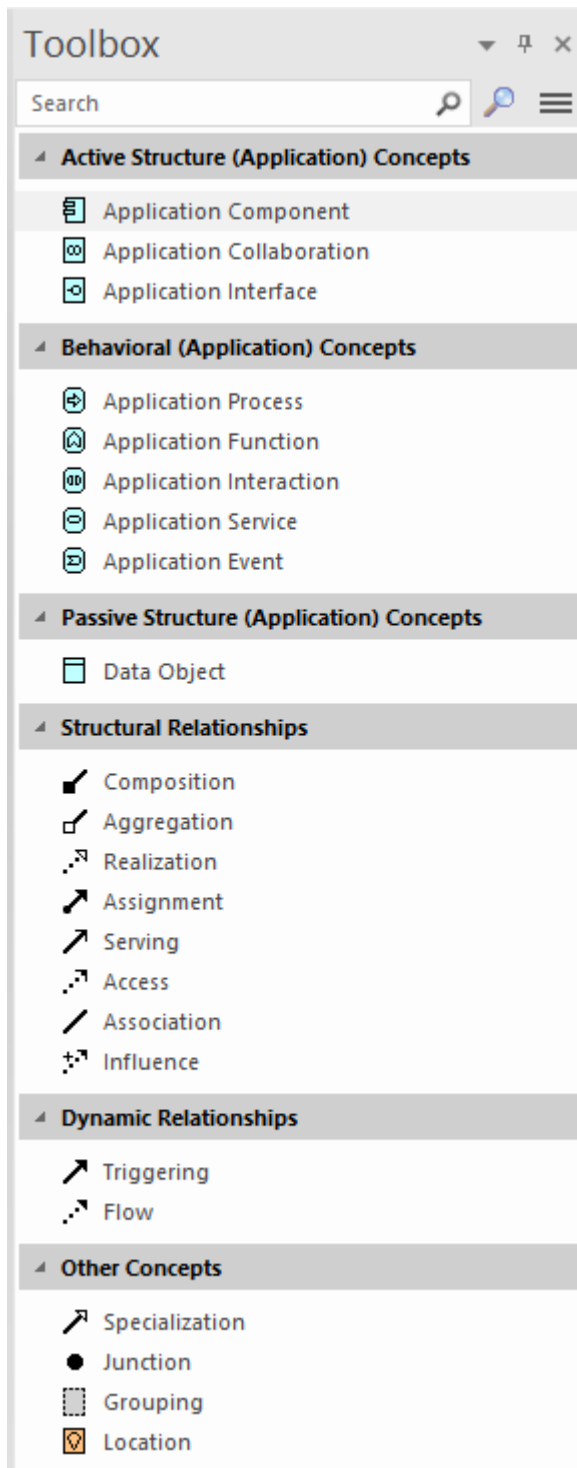 Toolbox
Search
Active Structure (Application) Concepts
Application Component
Application Collaboration
Application Interface
Behavioral (Application) Concepts
Application Process
Application Function
Application Interaction
Application Service
Application Event
Passive Structure (Application) Concepts
Data Object
Structural Relationships
Composition
Aggregation
Realization
Assignment
Serving
Access
Association
Influence
Dynamic Relationships
Triggering
Flow
Other Concepts
Specialization
Junction
Grouping
Location